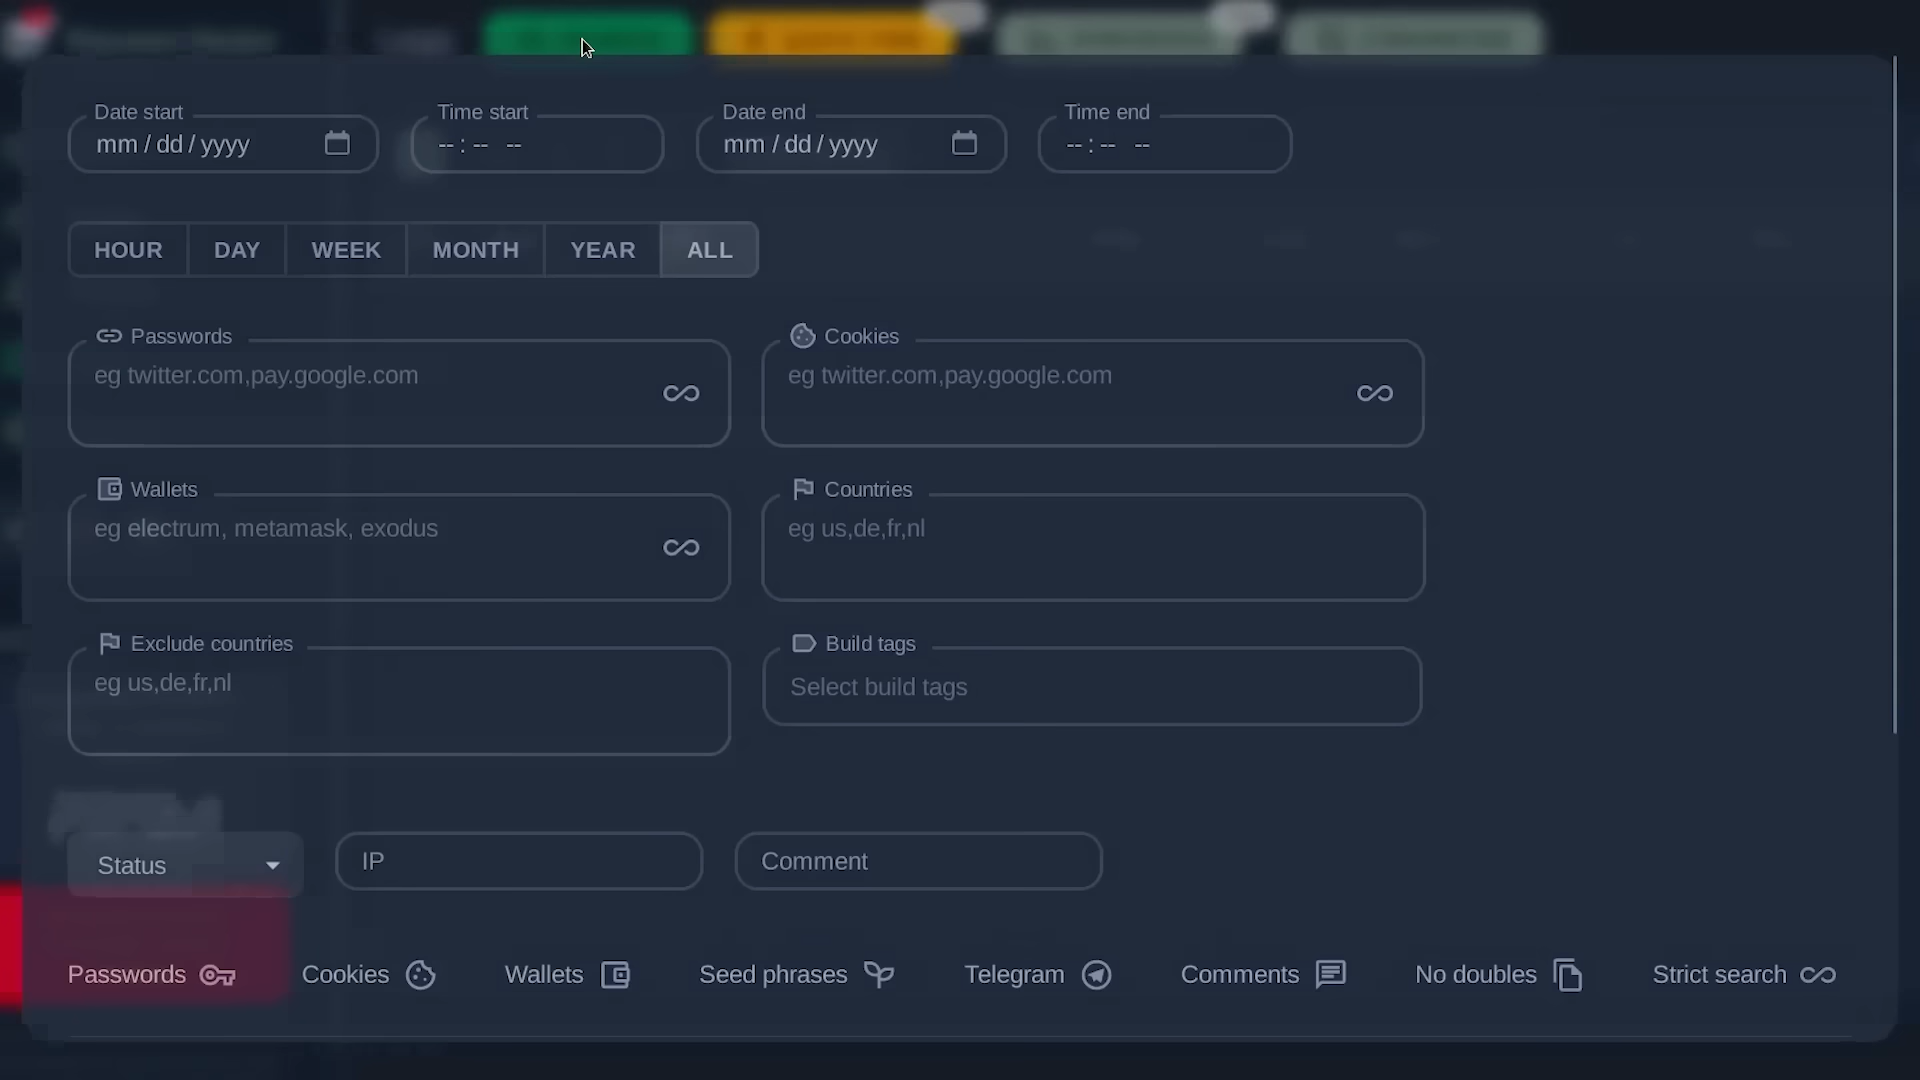 Date start Time start Date end Time end
mm / dd / yyyy -- : -- -- mm / dd / yyyy -- : -- --
HOUR DAY WEEK MONTH YEAR ALL
Passwords Cookies
eg twitter.com,pay.google.com eg twitter.com,pay.google.com
Wallets Countries
eg electrum, metamask, exodus eg us,de,fr,nl
Exclude countries Build tags
eg us,de,fr,nl Select build tags
Status IP Comment
Passwords Cookies Wallets Seed phrases Telegram Comments No doubles Strict search